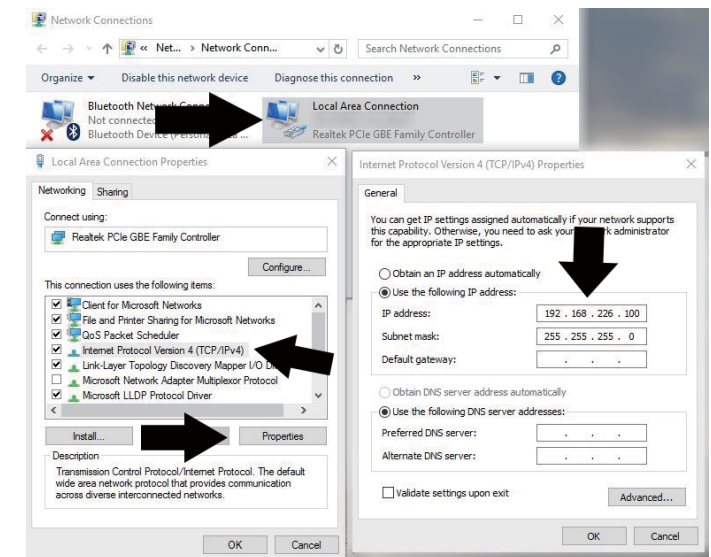 Network Connections
« Net... > Network Conn...
Search Network Connections
Organize
Disable this network device
Diagnose this connection
»
Bluetooth Network
Not connected
Bluetooth Device
Local Area Connection
Realtek PCIe GBE Family Controller
Local Area Connection Properties
Networking
Sharing
Connect using:
Realtek PCIe GBE Family Controller
Configure...
This connection uses the following items:
Client for Microsoft Networks
File and Printer Sharing for Microsoft Networks
QoS Packet Scheduler
Internet Protocol Version 4 (TCP/IPv4)
Link-Layer Topology Discovery Mapper I/O
Microsoft Network Adapter Multiplexor Protocol
Microsoft LLDP Protocol Driver
Install...
Properties
Description
Transmission Control Protocol/Internet Protocol. The default
wide area network protocol that provides communication
across diverse interconnected networks.
OK
Cancel
Internet Protocol Version 4 (TCP/IPv4) Properties
General
You can get IP settings assigned automatically if your network supports
this capability. Otherwise, you need to ask your administrator
for the appropriate IP settings.
Obtain an IP address automatically
Use the following IP address:
IP address:
192 . 168 . 226 . 100
Subnet mask:
255 . 255 . 255 . 0
Default gateway:
. . .
Obtain DNS server address automatically
Use the following DNS server addresses:
Preferred DNS server:
. . .
Alternate DNS server:
. . .
Validate settings upon exit
Advanced...
OK
Cancel